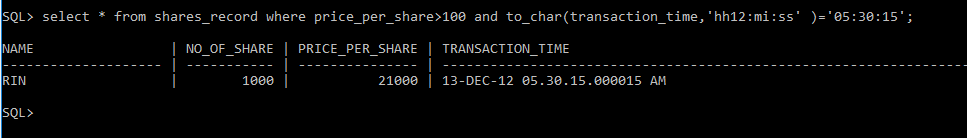 SQL> select * from shares_record where price_per_share>100 and to_char(transaction_time,'hh12:mi:ss' )='05:30:15';
NAME | NO_OF_SHARE | PRICE_PER_SHARE | TRANSACTION_TIME
-------------------- | ----------- | --------------- | ---------------------------------------------------------------------------
RIN | 1000 | 21000 | 13-DEC-12 05.30.15.000015 AM
SQL>